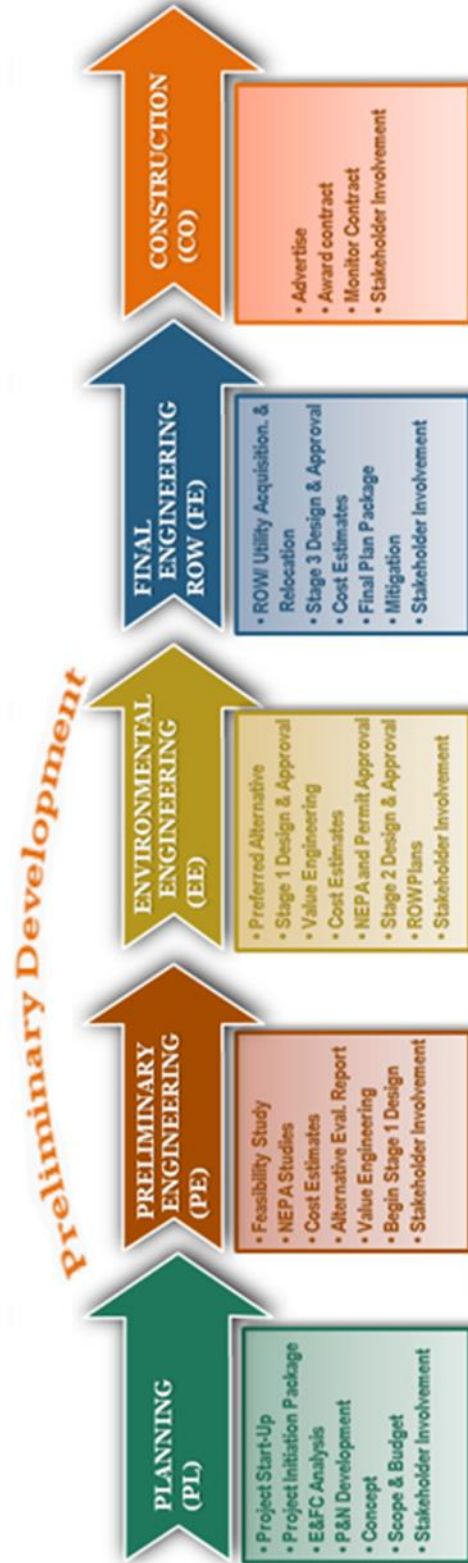 Preliminary Development
PLANNING
(PL)
• Project Start-Up
• Project Initiation Package
• E&FC Analysis
• P&N Development
• Concept
• Scope & Budget
• Stakeholder Involvement
PRELIMINARY
ENGINEERING
(PE)
• Feasibility Study
• NEPA Studies
• Cost Estimates
• Alternative Eval. Report
• Value Engineering
• Begin Stage 1 Design
• Stakeholder Involvement
ENVIRONMENTAL
ENGINEERING
(EE)
• Preferred Alternative
• Stage 1 Design & Approval
• Value Engineering
• Cost Estimates
• NEPA and Permit Approval
• Stage 2 Design & Approval
• ROW Plans
• Stakeholder Involvement
FINAL
ENGINEERING
ROW (FE)
• ROW/ Utility Acquisition. &
Relocation
• Stage 3 Design & Approval
• Cost Estimates
• Final Plan Package
• Mitigation
• Stakeholder Involvement
CONSTRUCTION
(CO)
• Advertise
• Award contract
• Monitor Contract
• Stakeholder Involvement